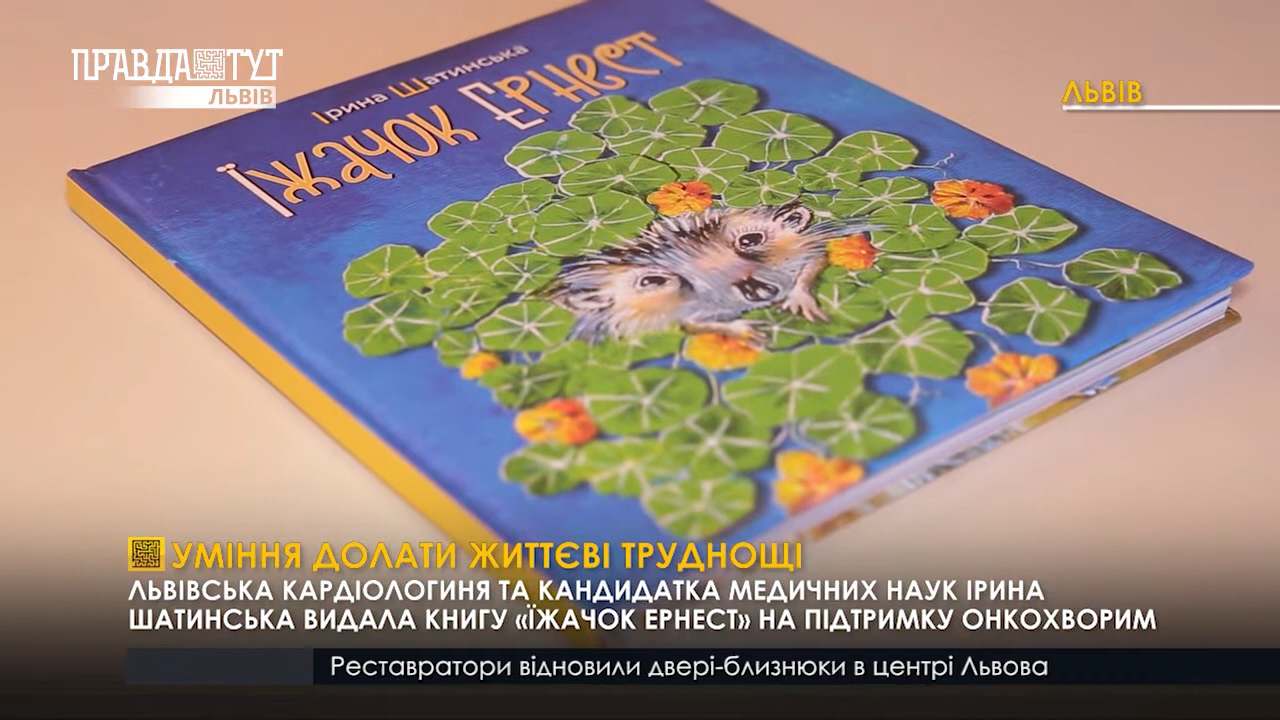 ПРАВДА ТУТ
ЛЬВІВ
ЛЬВІВ
Ірина Шатинська
Їжачок Ернест
УМІННЯ ДОЛАТИ ЖИТТЄВІ ТРУДНОЩІ
ЛЬВІВСЬКА КАРДІОЛОГИНЯ ТА КАНДИДАТКА МЕДИЧНИХ НАУК ІРИНА
ШАТИНСЬКА ВИДАЛА КНИГУ «ЇЖАЧОК ЕРНЕСТ» НА ПІДТРИМКУ ОНКОХВОРИМ
Реставратори відновили двері-близнюки в центрі Львова